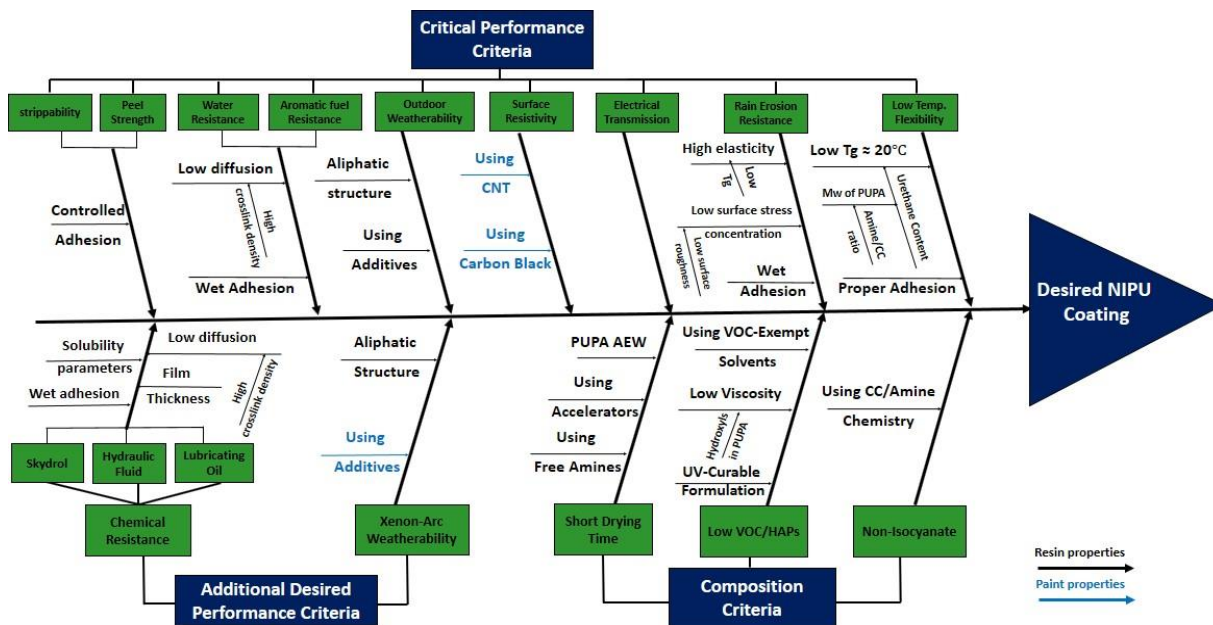 Critical Performance
Criteria
strippability
Peel
Strength
Water
Resistance
Aromatic fuel
Resistance
Outdoor
Weatherability
Surface
Resistivity
Electrical
Transmission
Rain Erosion
Resistance
Low Temp.
Flexibility
Controlled
Adhesion
Low diffusion
High
crosslink density
Wet Adhesion
Aliphatic
structure
Using
Additives
Using
CNT
Using
Carbon Black
High elasticity
Low
Tg
Low surface stress
concentration
Low surface
roughness
Wet
Adhesion
Low Tg ≈ 20°C
Mw of PUPA
Amine/CC
ratio
Urethane Content
Proper Adhesion
Desired NIPU
Coating
Solubility
parameters
Low diffusion
High
crosslink density
Film
Thickness
Wet adhesion
Skydrol
Hydraulic
Fluid
Lubricating
Oil
Chemical
Resistance
Aliphatic
Structure
Using
Additives
Xenon-Arc
Weatherability
Additional Desired
Performance Criteria
PUPA AEW
Using
Accelerators
Using
Free Amines
Short Drying
Time
Using VOC-Exempt
Solvents
Low Viscosity
Hydroxyls
in PUPA
UV-Curable
Formulation
Low VOC/HAPs
Using CC/Amine
Chemistry
Non-Isocyanate
Composition
Criteria
Resin properties
Paint properties